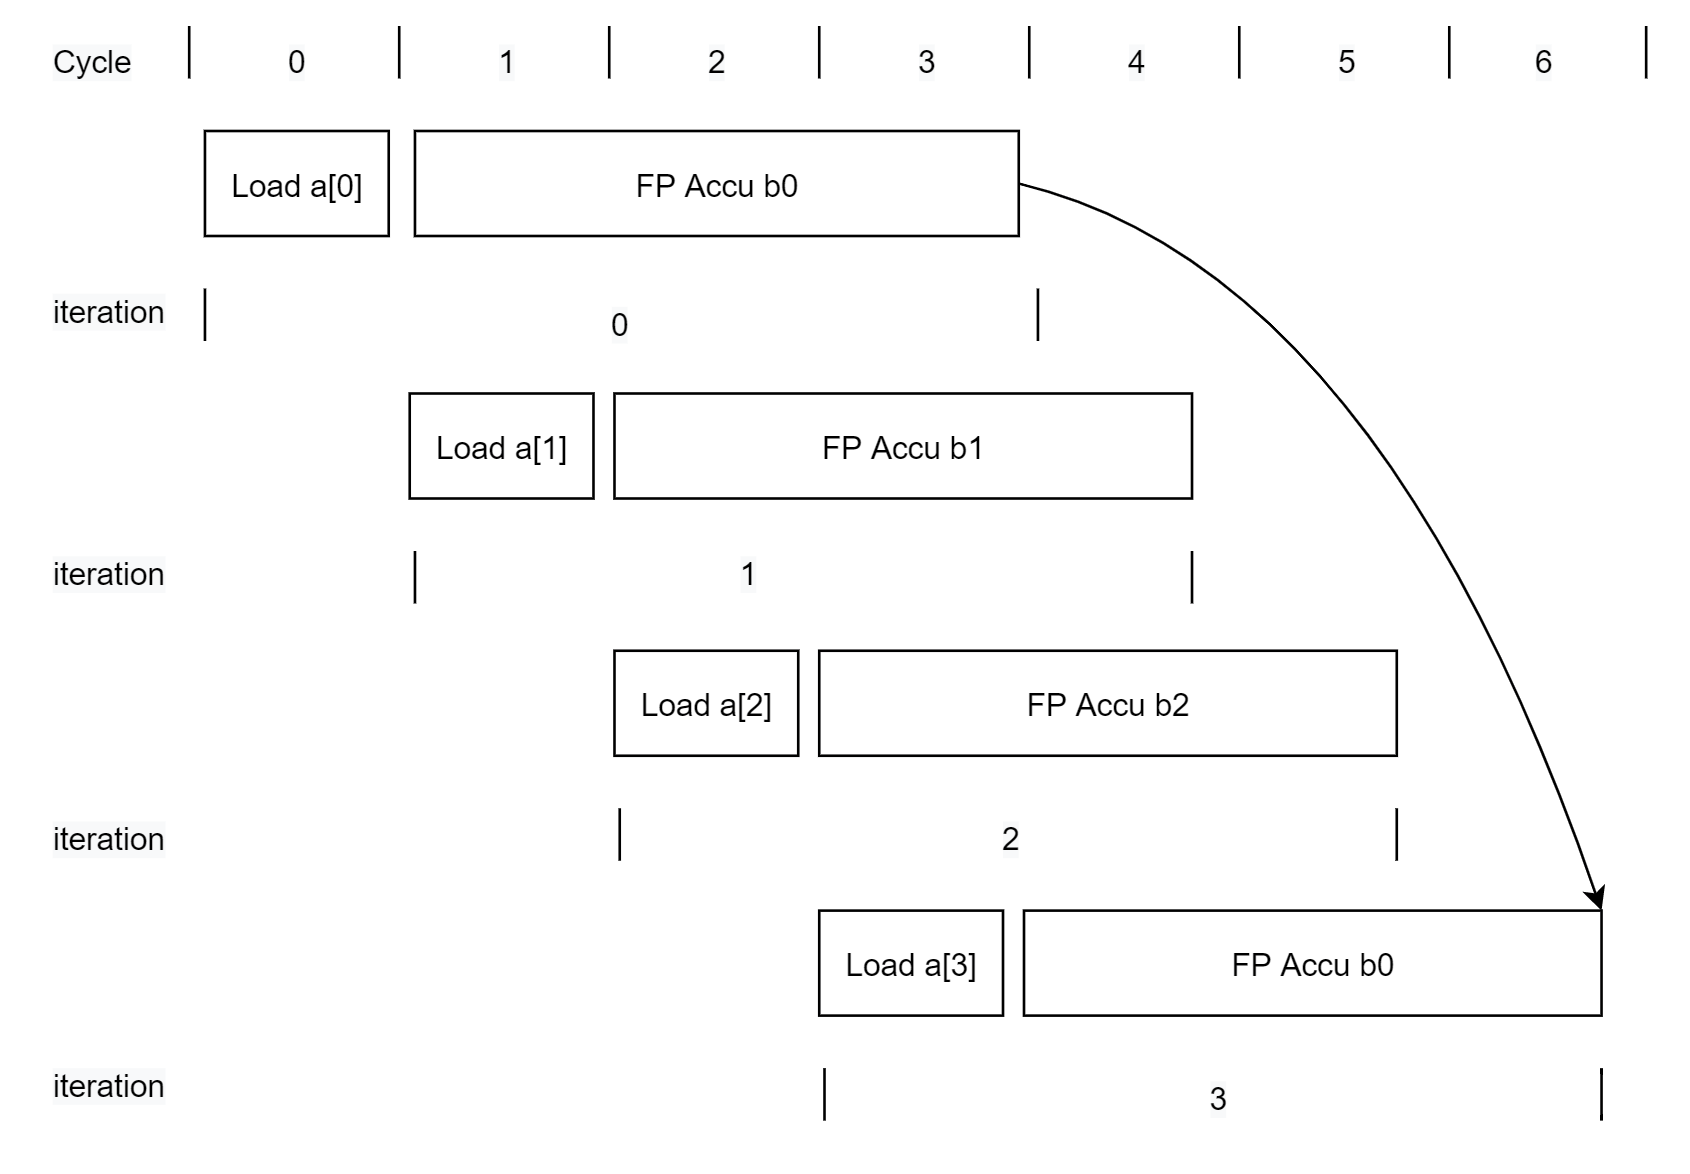 Cycle 0 1 2 3 4 5 6
Load a[0] FP Accu b0
iteration 0
Load a[1] FP Accu b1
iteration 1
Load a[2] FP Accu b2
iteration 2
Load a[3] FP Accu b0
iteration 3